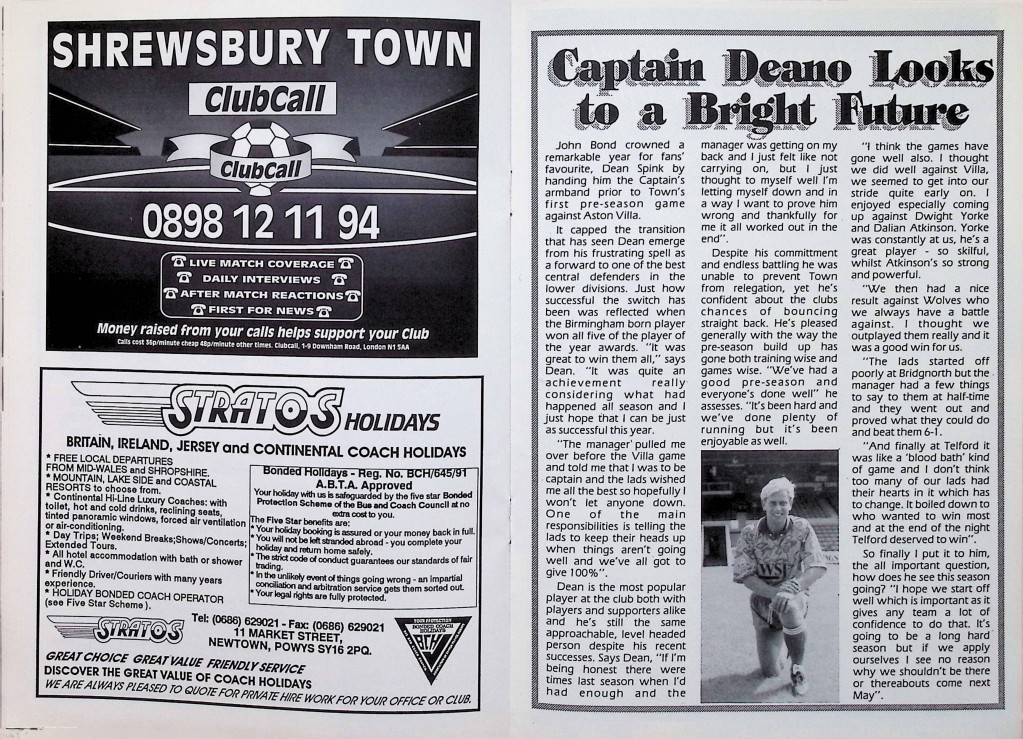 SHREWSBURY TOWN
ClubCall
ClubCall
0898 12 11 94
LIVE MATCH COVERAGE
DAILY INTERVIEWS
AFTER MATCH REACTIONS
FIRST FOR NEWS
Money raised from your calls helps support your Club
Calls cost 36p/minute cheap 48p/minute other times. Clubcall, 1-9 Downham Road, London N1 5AA
STRATOS HOLIDAYS
BRITAIN, IRELAND, JERSEY and CONTINENTAL COACH HOLIDAYS
* FREE LOCAL DEPARTURES
FROM MID-WALES and SHROPSHIRE.
* MOUNTAIN, LAKE SIDE and COASTAL
RESORTS to choose from.
* Continental Hi-Line Luxury Coaches: with
toilet, hot and cold drinks, reclining seats,
tinted panoramic windows, forced air ventilation
or air-conditioning.
* Day Trips; Weekend Breaks;Shows/Concerts;
Extended Tours.
* All hotel accommodation with bath or shower
and W.C.
* Friendly Driver/Couriers with many years
experience.
* HOLIDAY BONDED COACH OPERATOR
(see Five Star Scheme).
Bonded Holidays - Reg. No. BCH/645/91
A.B.T.A. Approved
Your holiday with us is safeguarded by the five star Bonded
Protection Scheme of the Bus and Coach Council at no
extra cost to you.
The Five Star benefits are:
* Your holiday booking is assured or your money back in full.
* You will not be left stranded abroad - you complete your
holiday and return home safely.
* The strict code of conduct guarantees our standards of fair
trading.
* In the unlikely event of things going wrong - an impartial
conciliation and arbitration service gets them sorted out.
* Your legal rights are fully protected.
STRATOS
Tel: (0686) 629021 - Fax: (0686) 629021
11 MARKET STREET,
NEWTOWN, POWYS SY16 2PQ.
YOUR PROTECTION
BONDED COACH
HOLIDAYS
BCH
GREAT CHOICE GREAT VALUE FRIENDLY SERVICE
DISCOVER THE GREAT VALUE OF COACH HOLIDAYS
WE ARE ALWAYS PLEASED TO QUOTE FOR PRIVATE HIRE WORK FOR YOUR OFFICE OR CLUB.
Captain Deano Looks
to a Bright Future
John Bond crowned a
remarkable year for fans'
favourite, Dean Spink by
handing him the Captain's
armband prior to Town's
first pre-season game
against Aston Villa.
It capped the transition
that has seen Dean emerge
from his frustrating spell as
a forward to one of the best
central defenders in the
lower divisions. Just how
successful the switch has
been was reflected when
the Birmingham born player
won all five of the player of
the year awards. "It was
great to win them all," says
Dean. "It was quite an
achievement really
considering what had
happened all season and I
just hope that I can be just
as successful this year.
"The manager pulled me
over before the Villa game
and told me that I was to be
captain and the lads wished
me all the best so hopefully I
won't let anyone down.
One of the main
responsibilities is telling the
lads to keep their heads up
when things aren't going
well and we've all got to
give 100%".
Dean is the most popular
player at the club both with
players and supporters alike
and he's still the same
approachable, level headed
person despite his recent
successes. Says Dean, "If I'm
being honest there were
times last season when I'd
had enough and the
manager was getting on my
back and I just felt like not
carrying on, but I just
thought to myself well I'm
letting myself down and in
a way I want to prove him
wrong and thankfully for
me it all worked out in the
end".
Despite his committment
and endless battling he was
unable to prevent Town
from relegation, yet he's
confident about the clubs
chances of bouncing
straight back. He's pleased
generally with the way the
pre-season build up has
gone both training wise and
games wise. "We've had a
good pre-season and
everyone's done well" he
assesses. "It's been hard and
we've done plenty of
running but it's been
enjoyable as well.
WSJ
"I think the games have
gone well also. I thought
we did well against Villa,
we seemed to get into our
stride quite early on. I
enjoyed especially coming
up against Dwight Yorke
and Dalian Atkinson. Yorke
was constantly at us, he's a
great player - so skilful,
whilst Atkinson's so strong
and powerful.
"We then had a nice
result against Wolves who
we always have a battle
against. I thought we
outplayed them really and it
was a good win for us.
"The lads started off
poorly at Bridgnorth but the
manager had a few things
to say to them at half-time
and they went out and
proved what they could do
and beat them 6-1.
"And finally at Telford it
was like a 'blood bath' kind
of game and I don't think
too many of our lads had
their hearts in it which has
to change. It boiled down to
who wanted to win most
and at the end of the night
Telford deserved to win".
So finally I put it to him,
the all important question,
how does he see this season
going? "I hope we start off
well which is important as it
gives any team a lot of
confidence to do that. It's
going to be a long hard
season but if we apply
ourselves I see no reason
why we shouldn't be there
or thereabouts come next
May".